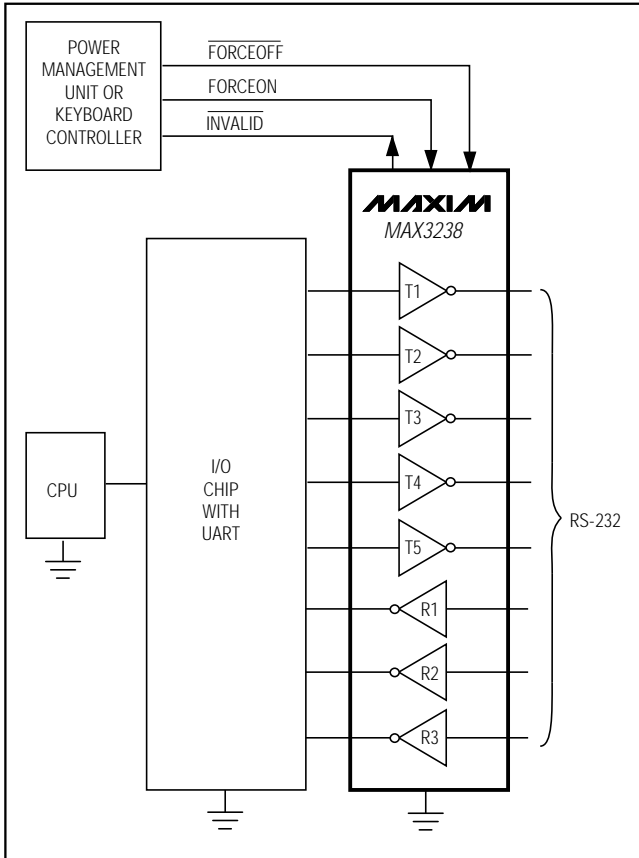 POWER
MANAGEMENT
UNIT OR
KEYBOARD
CONTROLLER
FORCEOFF
FORCEON
INVALID
MAXIM
MAX3238
T1
T2
T3
T4
T5
R1
R2
R3
CPU
I/O
CHIP
WITH
UART
RS-232